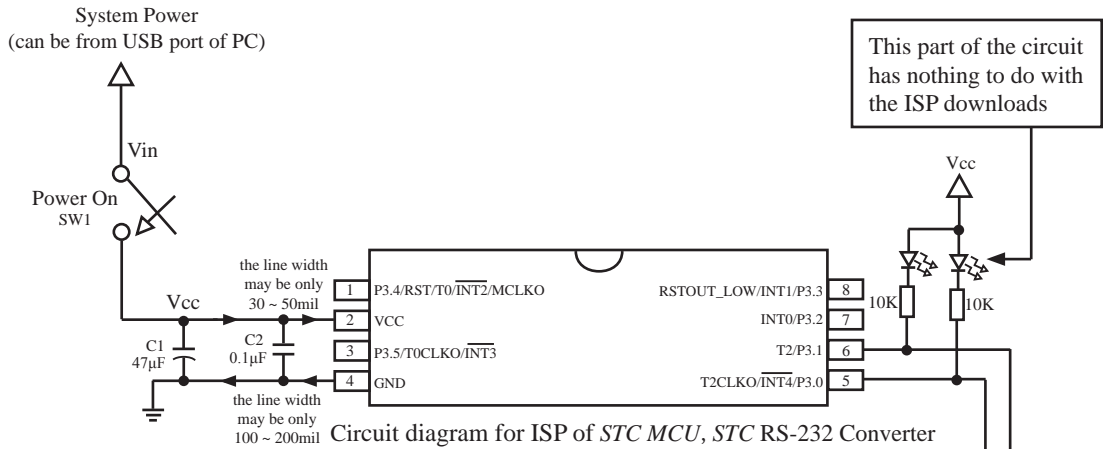 System Power
(can be from USB port of PC)
This part of the circuit
has nothing to do with
the ISP downloads
Vin
Power On
SW1
Vcc
the line width
may be only
30 ~ 50mil
Vcc
C1
47μF
C2
0.1μF
1 P3.4/RST/T0/INT2/MCLKO
2 VCC
3 P3.5/T0CLKO/INT3
4 GND
RSTOUT_LOW/INT1/P3.3 8
INT0/P3.2 7
T2/P3.1 6
T2CLKO/INT4/P3.0 5
10K
10K
the line width
may be only
100 ~ 200mil
Circuit diagram for ISP of STC MCU, STC RS-232 Converter